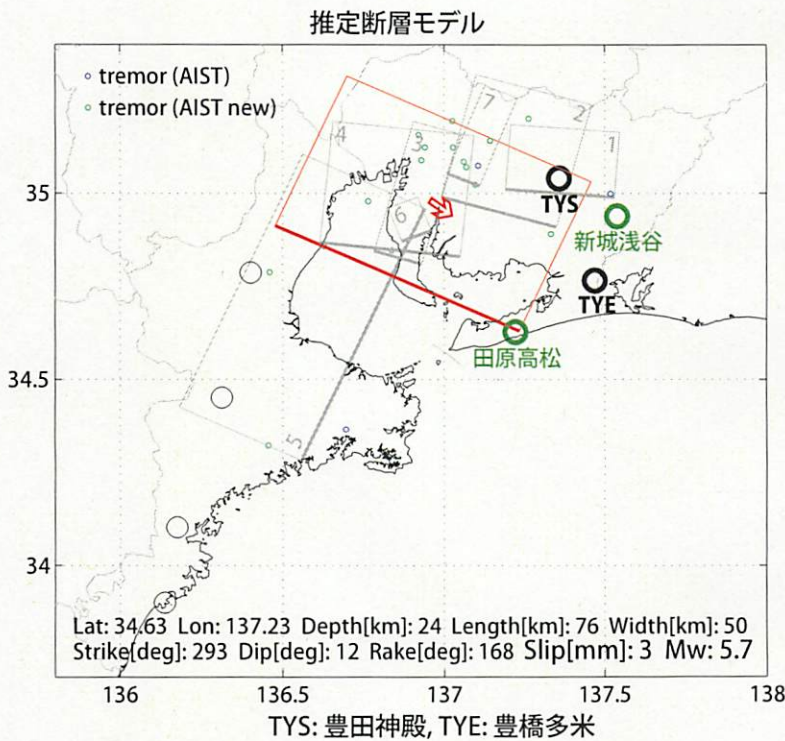 推定断層モデル
tremor (AIST)
tremor (AIST new)
7
2
4
3
1
35
TYS
6
新城浅谷
TYE
田原高松
34.5
5
34
Lat: 34.63 Lon: 137.23 Depth[km]: 24 Length[km]: 76 Width[km]: 50
Strike[deg]: 293 Dip[deg]: 12 Rake[deg]: 168 Slip[mm]: 3 Mw: 5.7
136 136.5 137 137.5 138
TYS: 豊田神殿, TYE: 豊橋多米